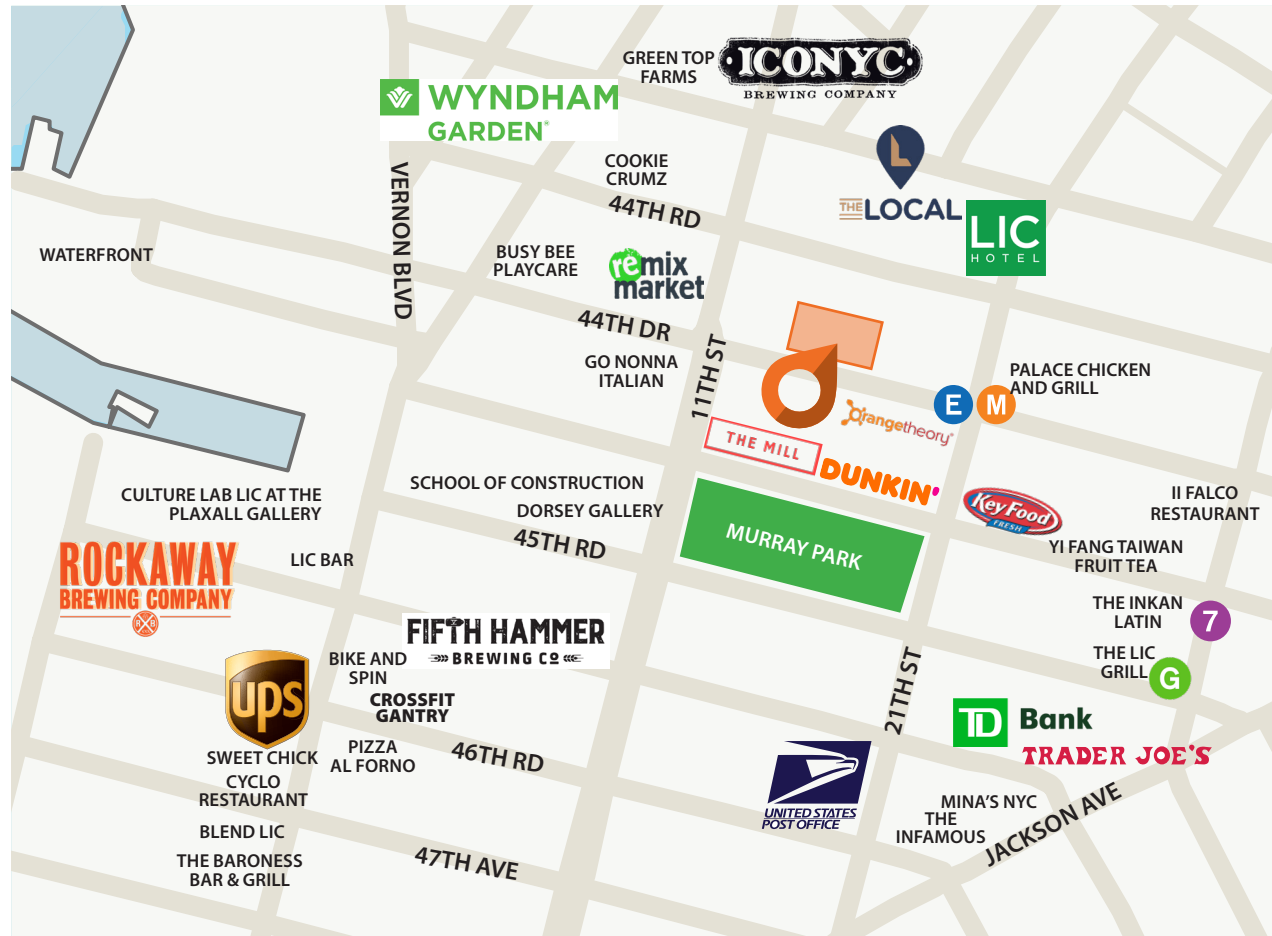 GREEN TOP
FARMS
ICONYC
BREWING COMPANY
WYNDHAM
GARDEN®
COOKIE
CRUMZ
VERNON BLVD
44TH RD
L
THE LOCAL
LIC
HOTEL
WATERFRONT
BUSY BEE
PLAYCARE
remix
market
44TH DR
GO NONNA
ITALIAN
11TH ST
PALACE CHICKEN
AND GRILL
E
M
Orangetheory®
THE MILL
DUNKIN'
SCHOOL OF CONSTRUCTION
DORSEY GALLERY
45TH RD
MURRAY PARK
Key Food
FRESH
II FALCO
RESTAURANT
YI FANG TAIWAN
FRUIT TEA
CULTURE LAB LIC AT THE
PLAXALL GALLERY
LIC BAR
ROCKAWAY
BREWING COMPANY
R B
THE INKAN
LATIN
7
THE LIC
GRILL
G
FIFTH HAMMER
BREWING CO
BIKE AND
SPIN
CROSSFIT
GANTRY
ups
SWEET CHICK
PIZZA
AL FORNO
46TH RD
CYCLO
RESTAURANT
21TH ST
TD Bank
TRADER JOE'S
UNITED STATES
POST OFFICE
MINA'S NYC
THE
INFAMOUS
JACKSON AVE
BLEND LIC
THE BARONESS
BAR & GRILL
47TH AVE